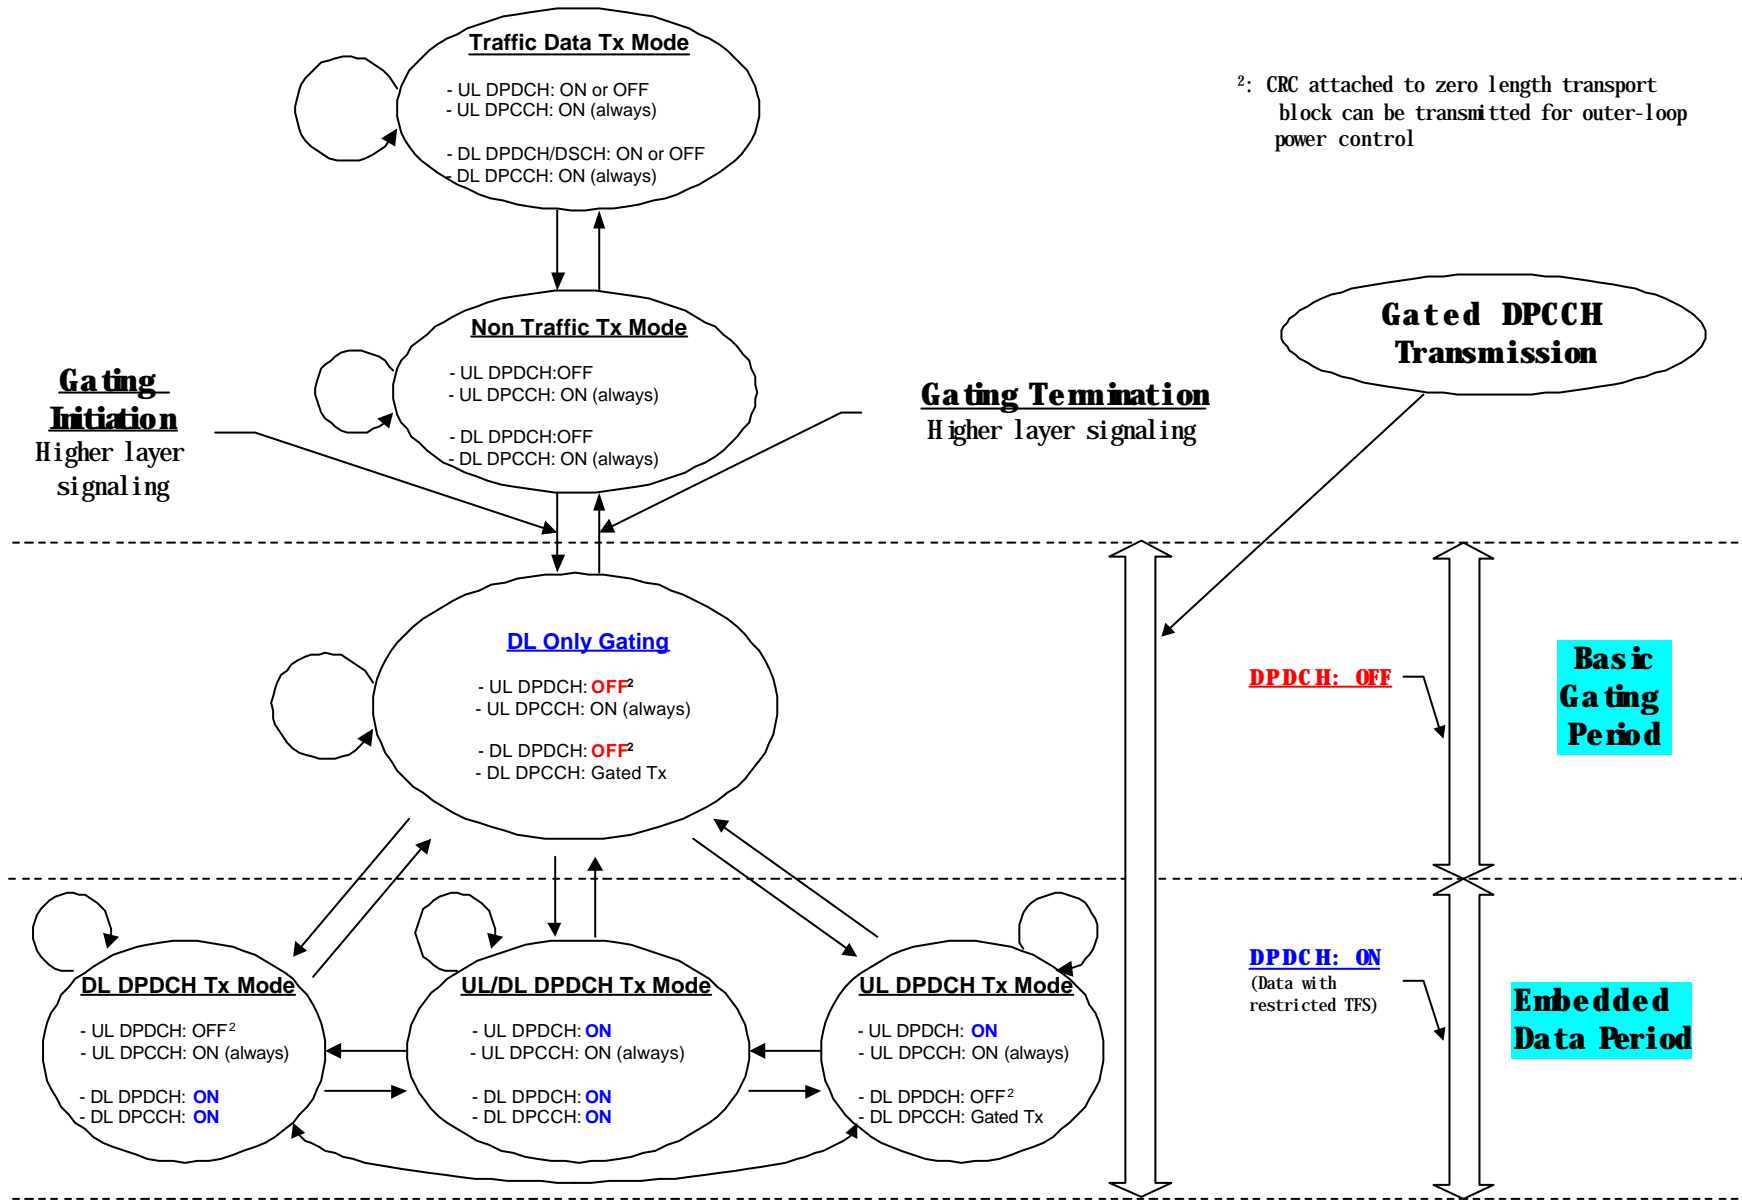 Traffic Data Tx Mode
- UL DPDCH: ON or OFF
- UL DPCCH: ON (always)
- DL DPDCH/DSCH: ON or OFF
- DL DPCCH: ON (always)
²: CRC attached to zero length transport
block can be transmitted for outer-loop
power control
Non Traffic Tx Mode
- UL DPDCH:OFF
- UL DPCCH: ON (always)
- DL DPDCH:OFF
- DL DPCCH: ON (always)
Gated DPCCH
Transmission
Gating
Initiation
Higher layer
signaling
Gating Termination
Higher layer signaling
DL Only Gating
- UL DPDCH: OFF²
- UL DPCCH: ON (always)
- DL DPDCH: OFF²
- DL DPCCH: Gated Tx
DPDCH: OFF
Basic
Gating
Period
DL DPDCH Tx Mode
- UL DPDCH: OFF²
- UL DPCCH: ON (always)
- DL DPDCH: ON
- DL DPCCH: ON
UL/DL DPDCH Tx Mode
- UL DPDCH: ON
- UL DPCCH: ON (always)
- DL DPDCH: ON
- DL DPCCH: ON
UL DPDCH Tx Mode
- UL DPDCH: ON
- UL DPCCH: ON (always)
- DL DPDCH: OFF²
- DL DPCCH: Gated Tx
DPDCH: ON
(Data with
restricted TFS)
Embedded
Data Period